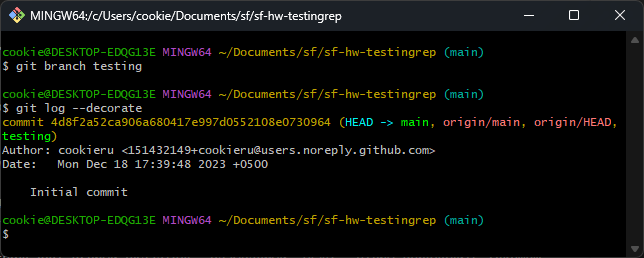 MINGW64:/c/Users/cookie/Documents/sf/sf-hw-testingrep
cookie@DESKTOP-EDQG13E MINGW64 ~/Documents/sf/sf-hw-testingrep (main)
$ git branch testing
cookie@DESKTOP-EDQG13E MINGW64 ~/Documents/sf/sf-hw-testingrep (main)
$ git log --decorate
commit 4d8f2a52ca906a680417e997d0552108e0730964 (HEAD -> main, origin/main, origin/HEAD,
testing)
Author: cookieru <151432149+cookieru@users.noreply.github.com>
Date:   Mon Dec 18 17:39:48 2023 +0500
    Initial commit
cookie@DESKTOP-EDQG13E MINGW64 ~/Documents/sf/sf-hw-testingrep (main)
$